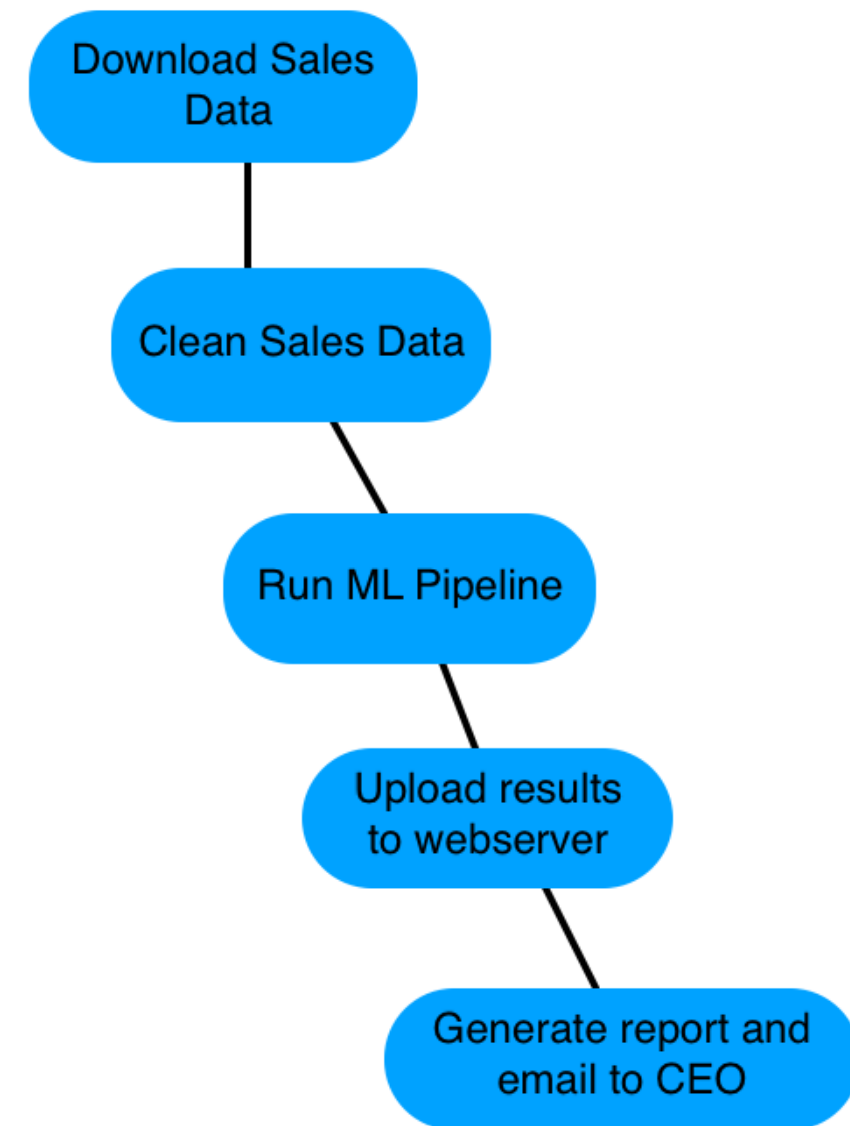 Download Sales
Data
Clean Sales Data
Run ML Pipeline
Upload results
to webserver
Generate report and
email to CEO